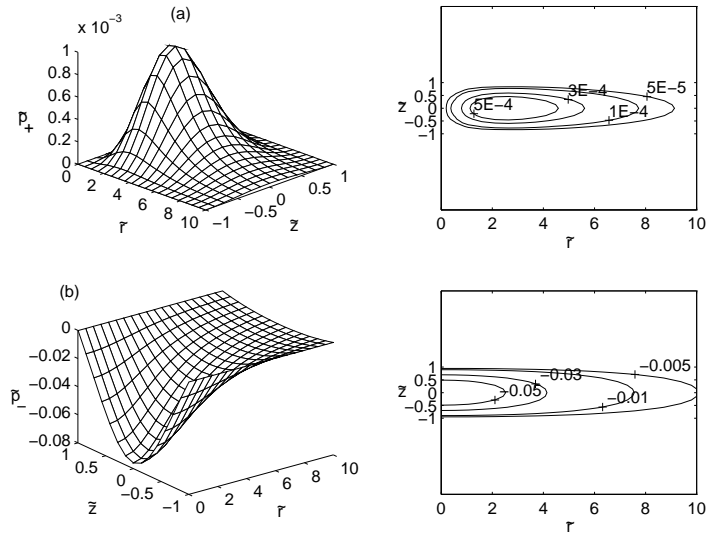 (a)
x 10⁻³
1
0.8
0.6
0.4
0.2
0
p̃₊
0 2 4 6 8 10
r̃
−1 −0.5 0 0.5 1
z̃
1
0.5
0
−0.5
−1
z̃
5E−4 3E−4 5E−5
1E−4
0 2 4 6 8 10
r̃
(b)
0
−0.02
−0.04
−0.06
−0.08
p̃₋
1 0.5 0 −0.5 −1
z̃
0 2 4 6 8 10
r̃
1
0.5
0
−0.5
−1
z̃
−0.05 −0.03 −0.005
−0.01
0 2 4 6 8 10
r̃